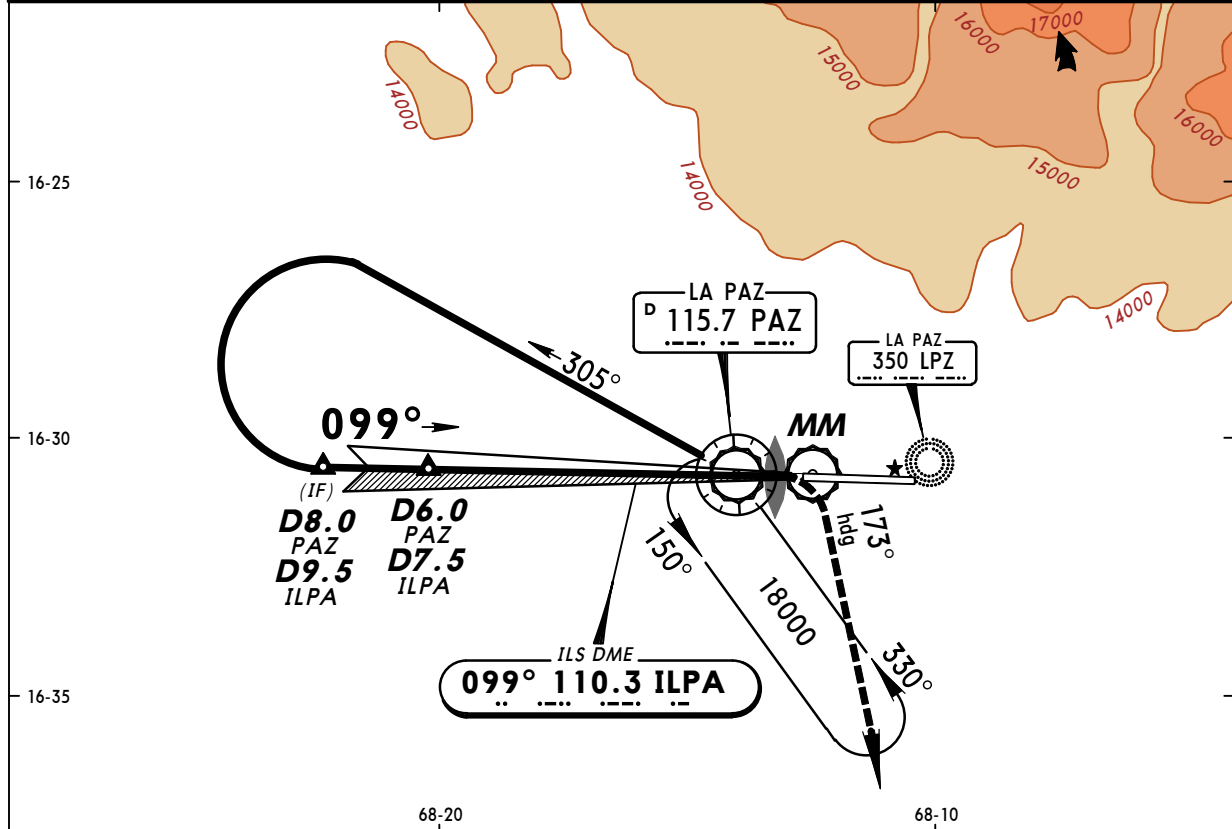 17000
16000
15000
14000
16000
15000
14000
14000
16-25
LA PAZ
D 115.7 PAZ
LA PAZ
350 LPZ
←305°
099°→
MM
16-30
(IF)
D8.0
PAZ
D9.5
ILPA
D6.0
PAZ
D7.5
ILPA
150°
18000
173°
hdg
330°
ILS DME
099° 110.3 ILPA
16-35
68-20
68-10